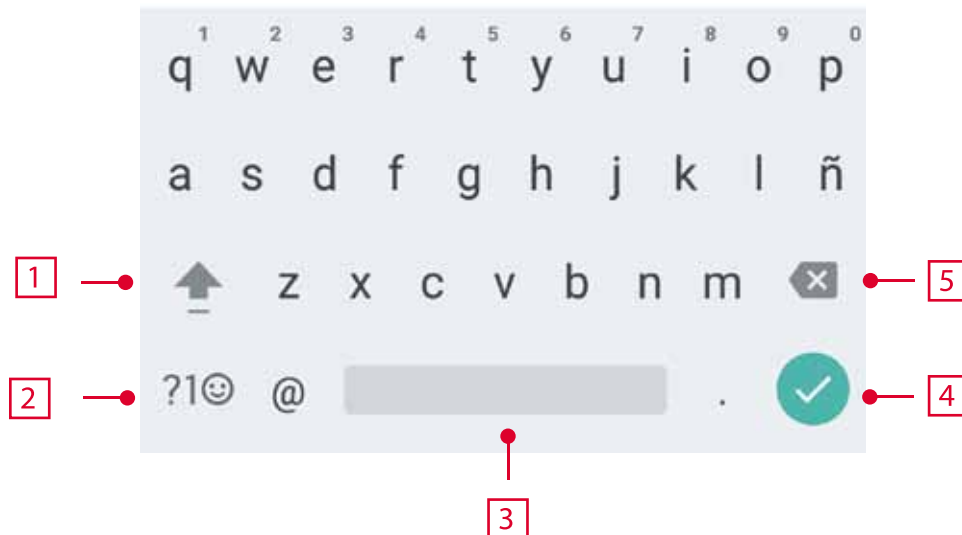 1 2 3 4 5 6 7 8 9 0
q w e r t y u i o p
a s d f g h j k l ñ
1 z x c v b n m 5
2 ?1☺ @ . 4
3